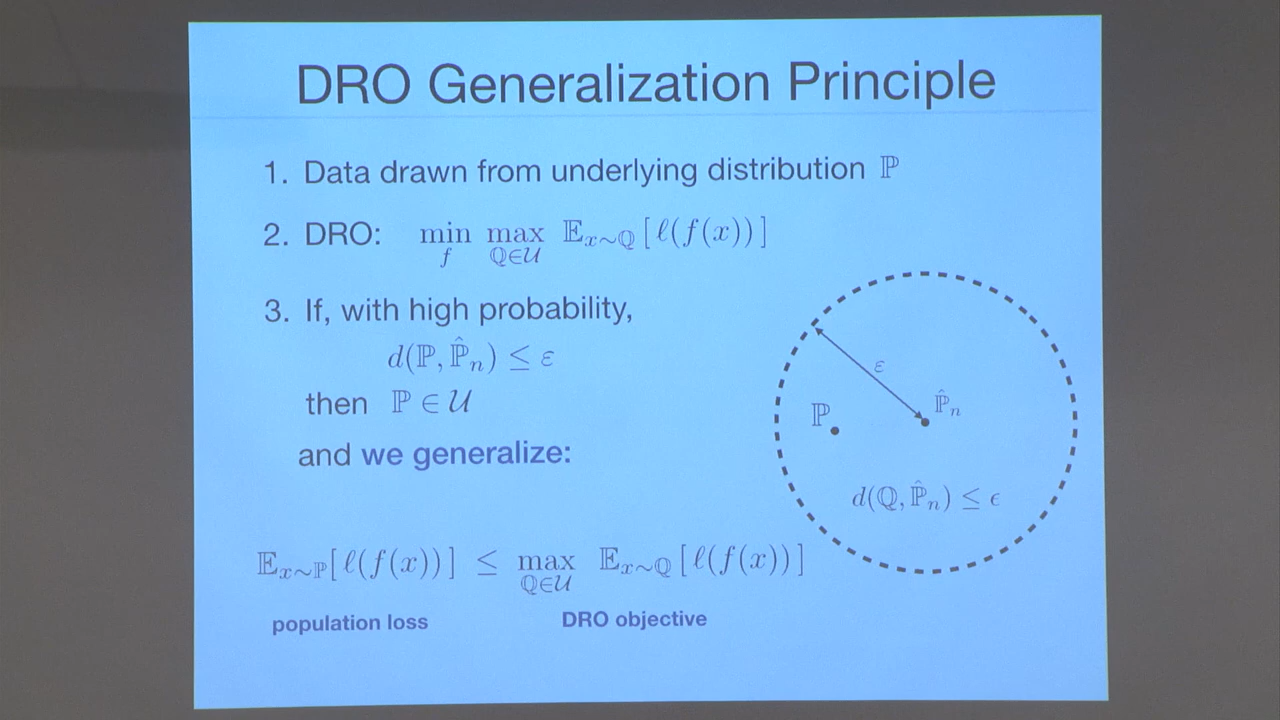 DRO Generalization Principle
1. Data drawn from underlying distribution ℙ
2. DRO: min_f max_{ℚ∈𝒰} 𝔼_{x∼ℚ}[ℓ(f(x))]
3. If, with high probability,
d(ℙ, ℙ̂_n) ≤ ε
then ℙ ∈ 𝒰
and we generalize:
ε
ℙ
ℙ̂_n
d(ℚ, ℙ̂_n) ≤ ϵ
𝔼_{x∼ℙ}[ℓ(f(x))] ≤ max_{ℚ∈𝒰} 𝔼_{x∼ℚ}[ℓ(f(x))]
population loss DRO objective